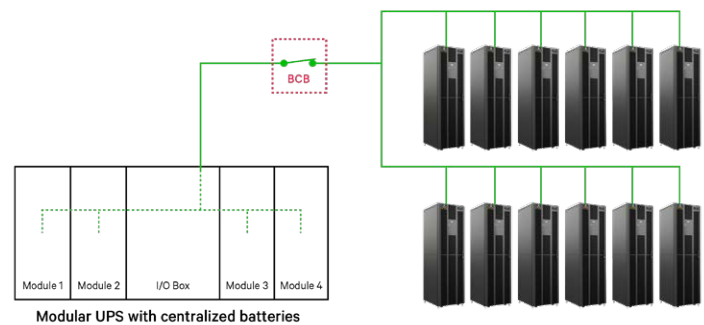 BCB
Module 1
Module 2
I/O Box
Module 3
Module 4
Modular UPS with centralized batteries